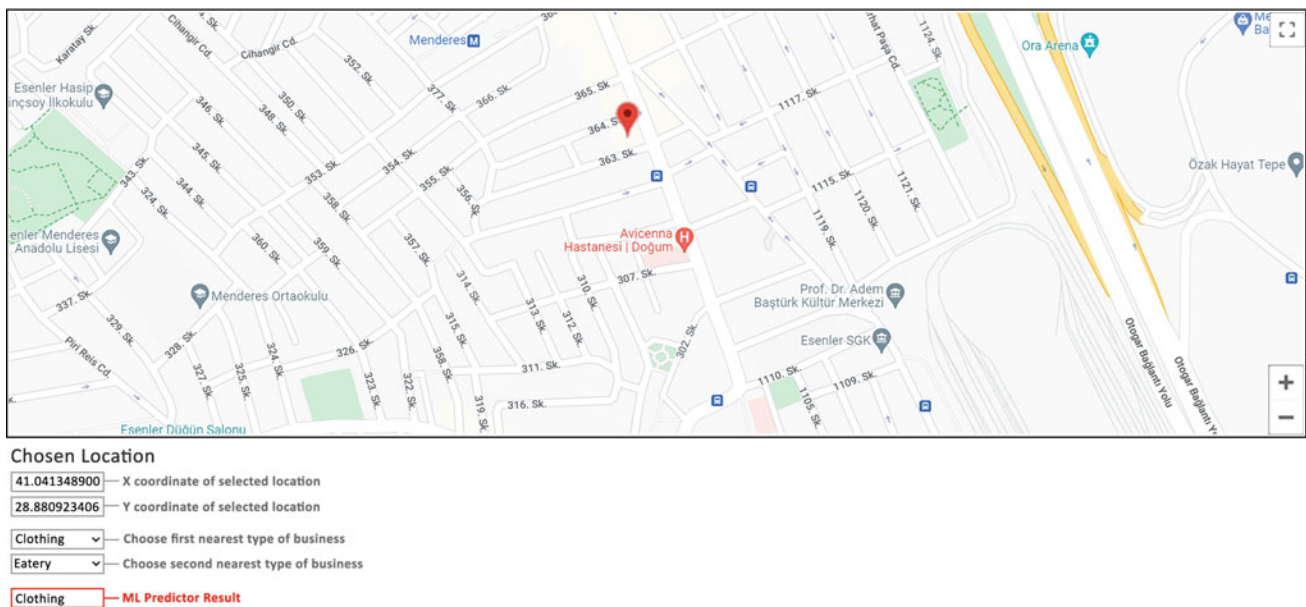 Karatay Sk.
Cihangir Cd.
Cihangir Cd.
352. Sk.
Menderes M
1124. Sk.
Ora Arena
Esenler Hasip
inçsoy İlkokulu
346. Sk.
350. Sk.
348. Sk.
377. Sk.
366. Sk.
365. Sk.
364. Sk.
363. Sk.
1117. Sk.
345. Sk.
344. Sk.
343. Sk.
324. Sk.
353. Sk.
354. Sk.
355. Sk.
356. Sk.
358. Sk.
1115. Sk.
1121. Sk.
1120. Sk.
1119. Sk.
Özak Hayat Tepe
enler Menderes
Anadolu Lisesi
360. Sk.
359. Sk.
357. Sk.
Avicenna
Hastanesi | Doğum
H
314. Sk.
310. Sk.
307. Sk.
313. Sk.
312. Sk.
315. Sk.
Menderes Ortaokulu
Prof. Dr. Adem
Baştürk Kültür Merkezi
Esenler SGK
337. Sk.
329. Sk.
328. Sk.
Piri Reis Cd.
327. Sk.
325. Sk.
324. Sk.
326. Sk.
323. Sk.
322. Sk.
358. Sk.
319. Sk.
311. Sk.
316. Sk.
302. Sk.
1110. Sk.
1109. Sk.
1105. Sk.
Otogar Bağlantı Yolu
Otogar Bağlantı
Esenler Düğün Salonu
+
−
Chosen Location
41.041348900 X coordinate of selected location
28.880923406 Y coordinate of selected location
Clothing Choose first nearest type of business
Eatery Choose second nearest type of business
Clothing ML Predictor Result